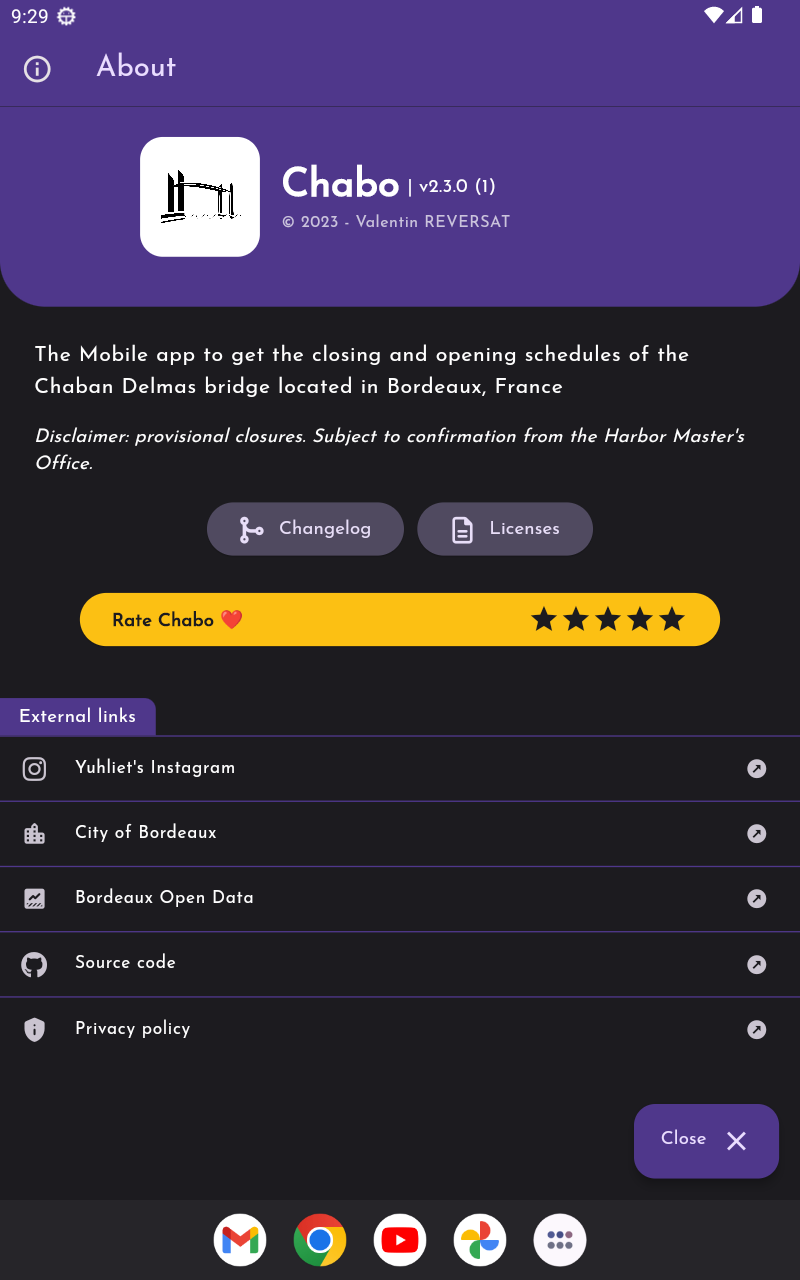 9:29
About
Chabo | v2.3.0 (1)
© 2023 - Valentin REVERSAT
The Mobile app to get the closing and opening schedules of the
Chaban Delmas bridge located in Bordeaux, France
Disclaimer: provisional closures. Subject to confirmation from the Harbor Master's
Office.
Changelog
Licenses
Rate Chabo ❤️
External links
Yuhliet's Instagram
City of Bordeaux
Bordeaux Open Data
Source code
Privacy policy
Close